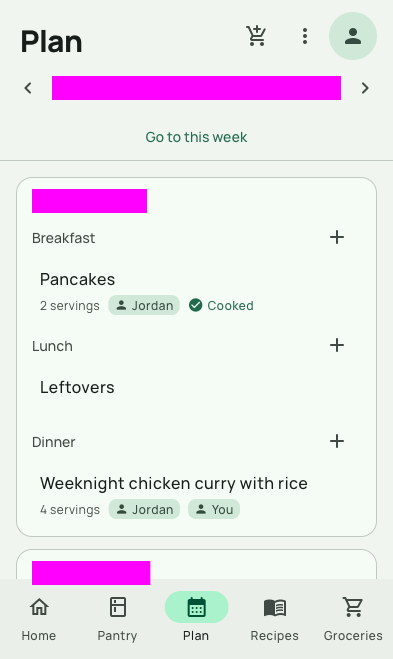 Plan
Go to this week
Breakfast
Pancakes
2 servings Jordan Cooked
Lunch
Leftovers
Dinner
Weeknight chicken curry with rice
4 servings Jordan You
Home Pantry Plan Recipes Groceries